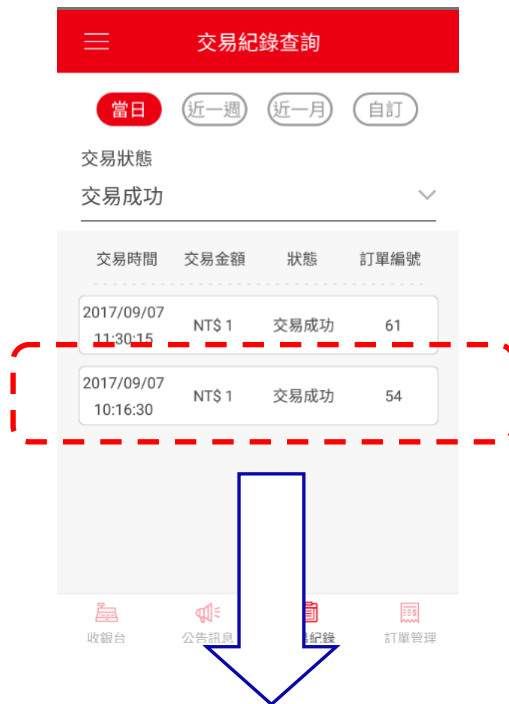 交易紀錄查詢
當日 近一週 近一月 自訂
交易狀態
交易成功
交易時間 交易金額 狀態 訂單編號
2017/09/07
11:30:15 NT$ 1 交易成功 61
2017/09/07
10:16:30 NT$ 1 交易成功 54
收銀台 公告訊息 紀錄 訂單管理